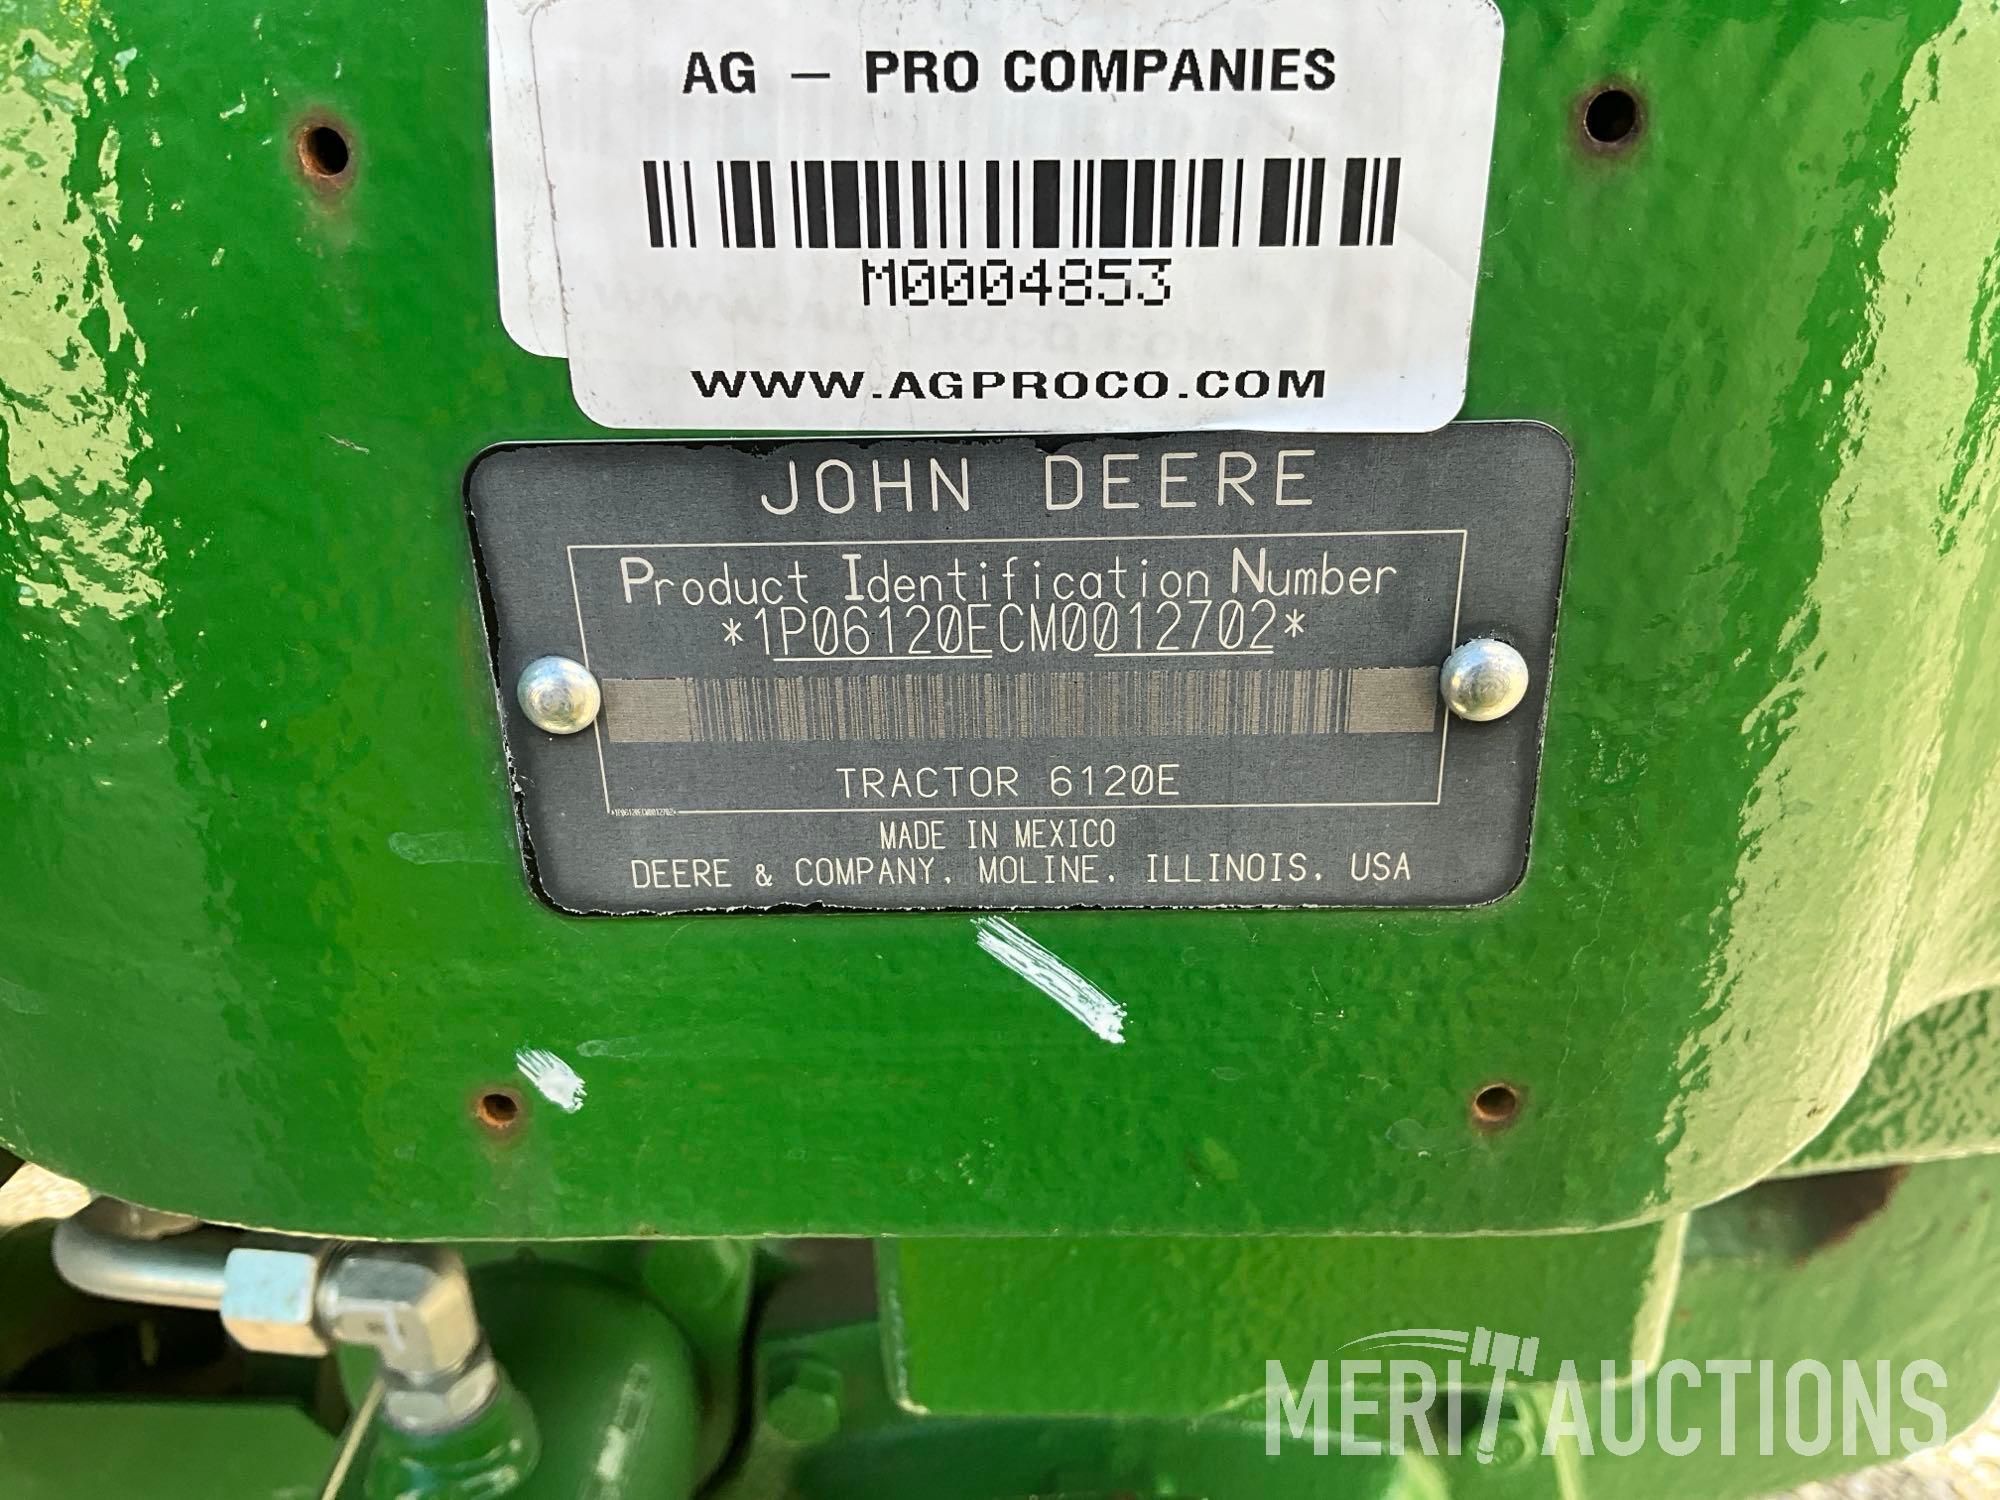 AG – PRO COMPANIES
M0004853
WWW.AGPROCO.COM
JOHN DEERE
Product Identification Number
*1P06120ECM0012702*
TRACTOR 6120E
*1P06120ECM0012702*
MADE IN MEXICO
DEERE & COMPANY, MOLINE, ILLINOIS, USA
MERIT AUCTIONS